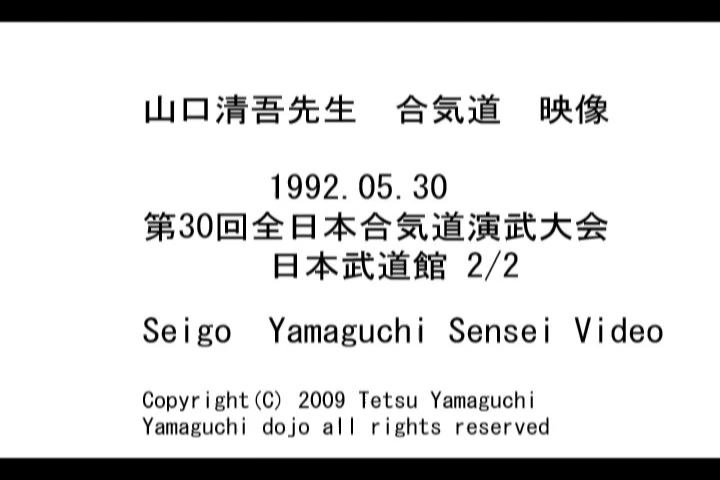 山口清吾先生　合気道　映像
1992.05.30
第30回全日本合気道演武大会
日本武道館 2/2
Seigo　Yamaguchi Sensei Video
Copyright(C) 2009 Tetsu Yamaguchi
Yamaguchi dojo all rights reserved